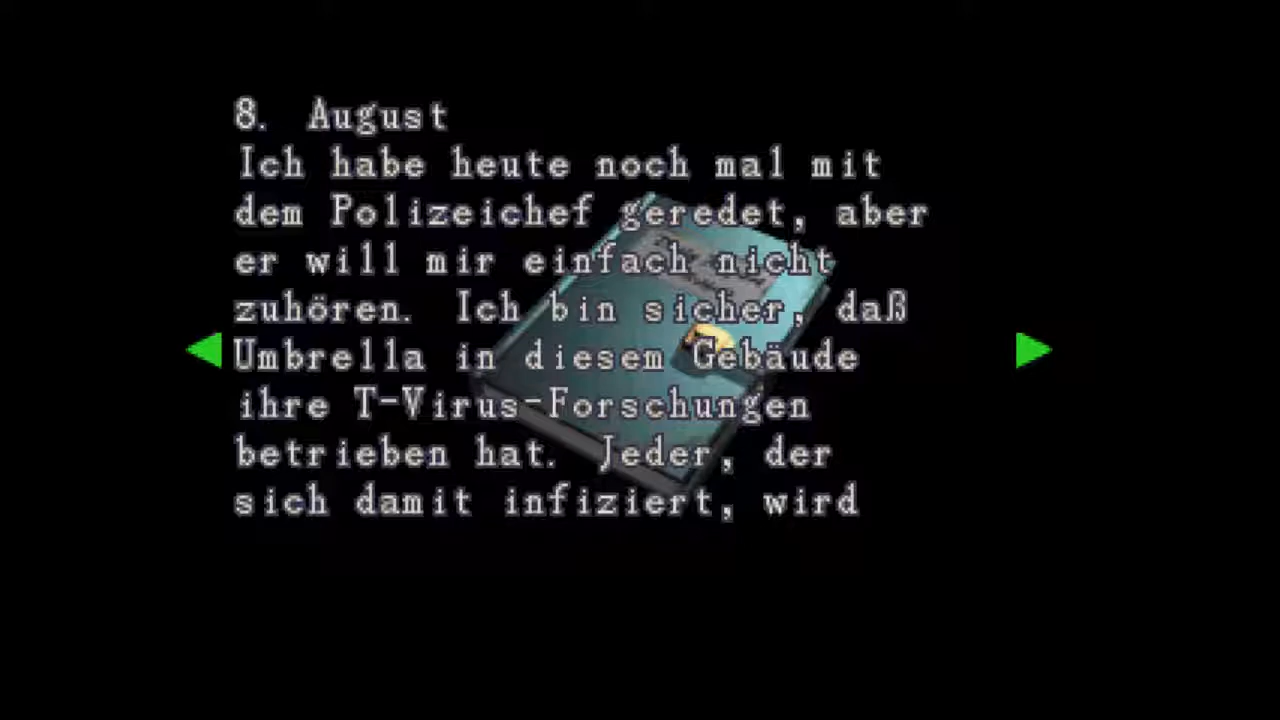 8. August
Ich habe heute noch mal mit
dem Polizeichef geredet, aber
er will mir einfach nicht
zuhören. Ich bin sicher, daß
Umbrella in diesem Gebäude
ihre T-Virus-Forschungen
betrieben hat. Jeder, der
sich damit infiziert, wird